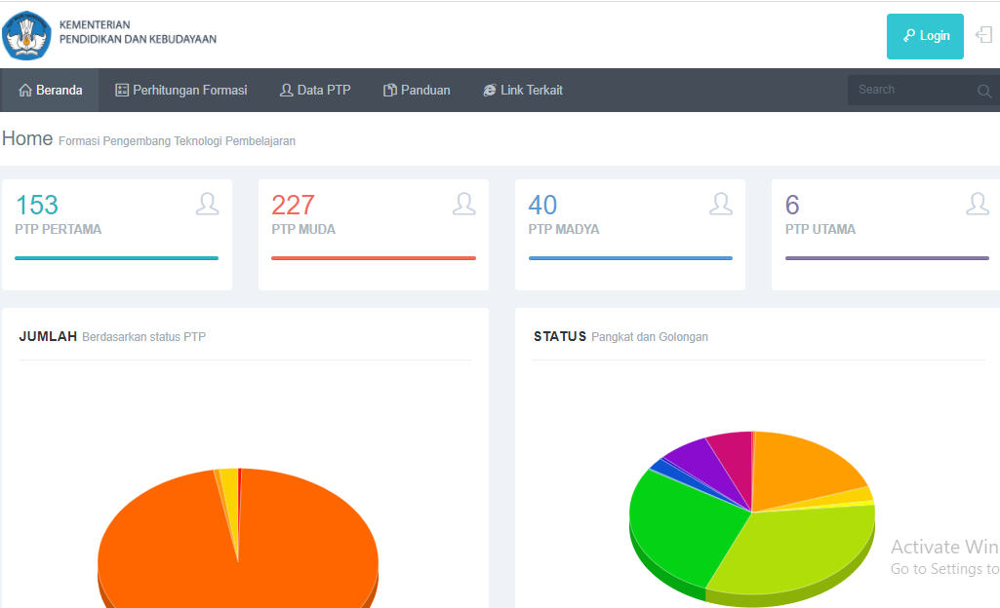 KEMENTERIAN
PENDIDIKAN DAN KEBUDAYAAN
Login
Beranda
Perhitungan Formasi
Data PTP
Panduan
Link Terkait
Search
Home Formasi Pengembang Teknologi Pembelajaran
153
PTP PERTAMA
227
PTP MUDA
40
PTP MADYA
6
PTP UTAMA
JUMLAH Berdasarkan status PTP
STATUS Pangkat dan Golongan
Activate Win
Go to Settings to